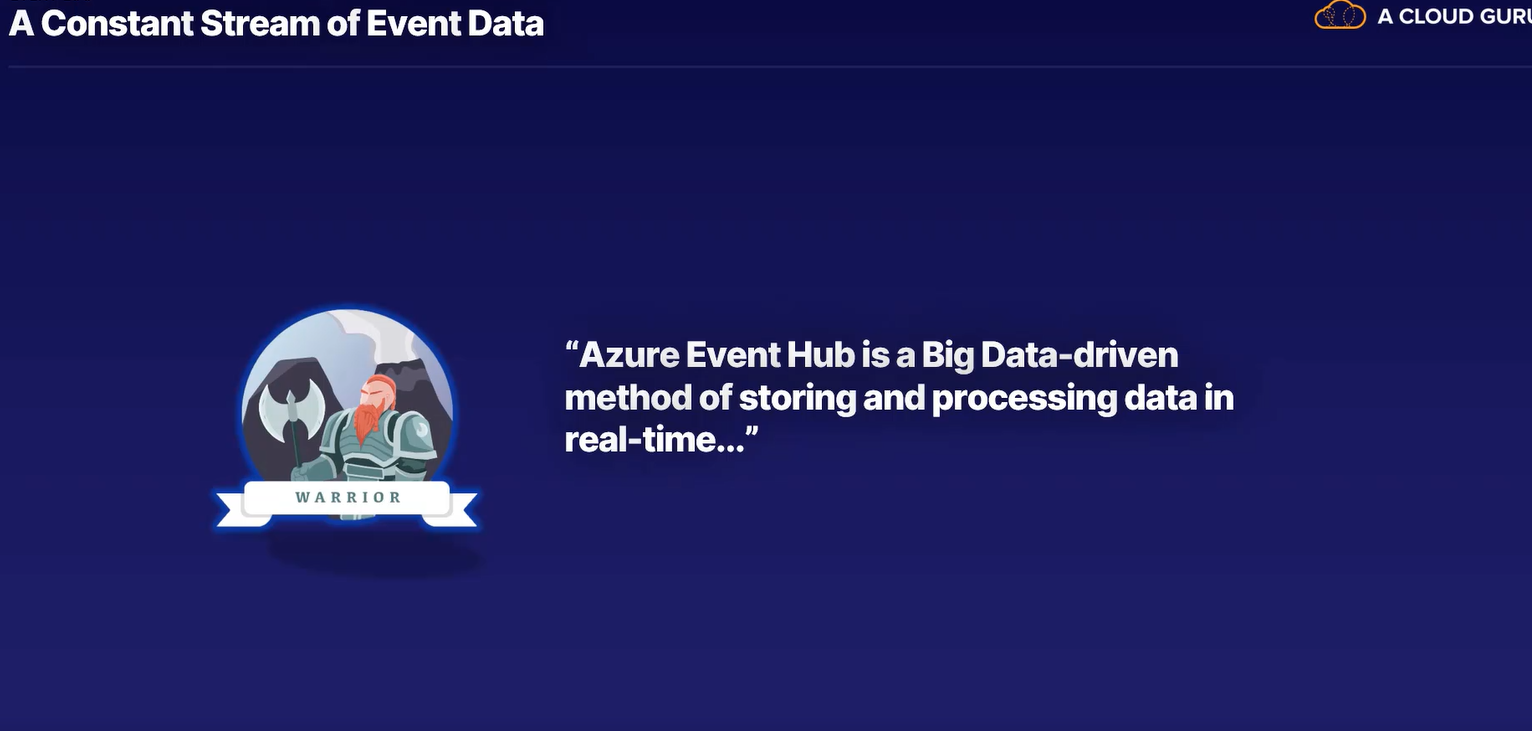 A Constant Stream of Event Data
A CLOUD GURU
“Azure Event Hub is a Big Data-driven
method of storing and processing data in
real-time...”
WARRIOR